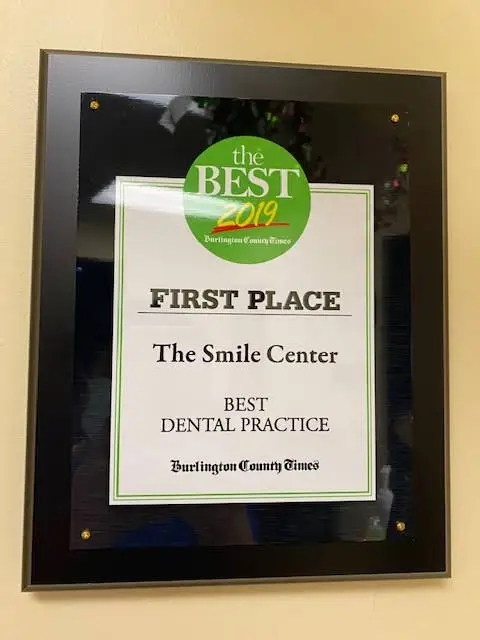 the
BEST
2019
Burlington County Times
FIRST PLACE
The Smile Center
BEST
DENTAL PRACTICE
Burlington County Times